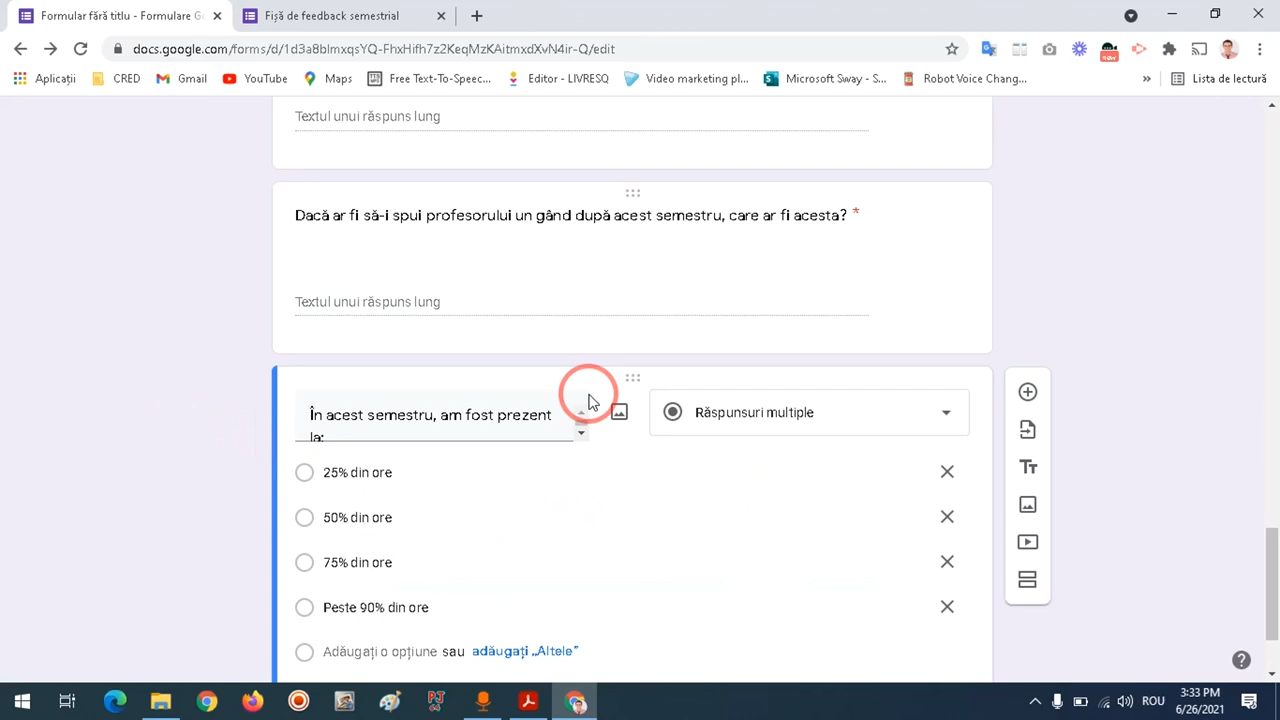 Formular fără titlu - Formulare G
Fișă de feedback semestrial
docs.google.com/forms/d/1d3a8blmxqsYQ-FhxHifh7z2KeqMzKAitmxdXvN4ir-Q/edit
Aplicații
CRED
Gmail
YouTube
Maps
Free Text-To-Speec...
Editor - LIVRESQ
Video marketing pl...
Microsoft Sway - S...
Robot Voice Chang...
»
Lista de lectură
Textul unui răspuns lung
Dacă ar fi să-i spui profesorului un gând după acest semestru, care ar fi acesta? *
Textul unui răspuns lung
În acest semestru, am fost prezent
la:
Răspunsuri multiple
25% din ore
50% din ore
75% din ore
Peste 90% din ore
Adăugați o opțiune sau adăugați „Altele”
new
Tт
ROU
3:33 PM
6/26/2021